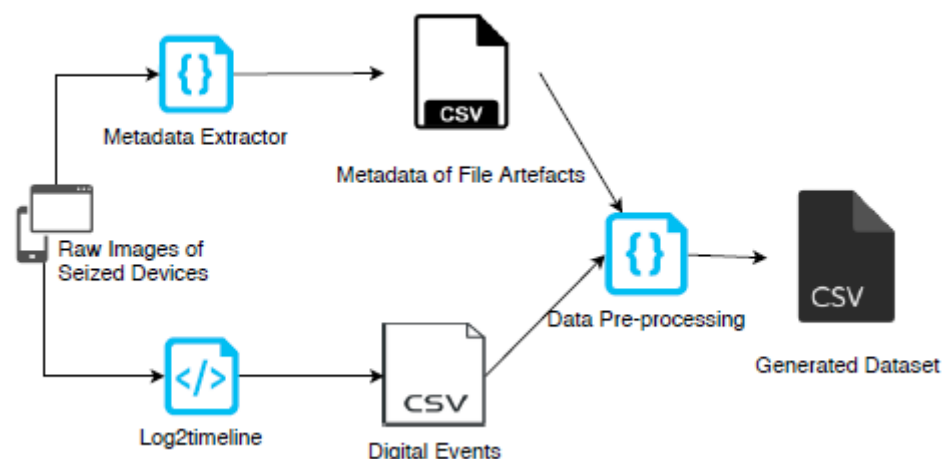 {}
CSV
Metadata Extractor
Metadata of File Artefacts
Raw Images of
Seized Devices
{}
CSV
Data Pre-processing
Generated Dataset
</>
CSV
Log2timeline
Digital Events